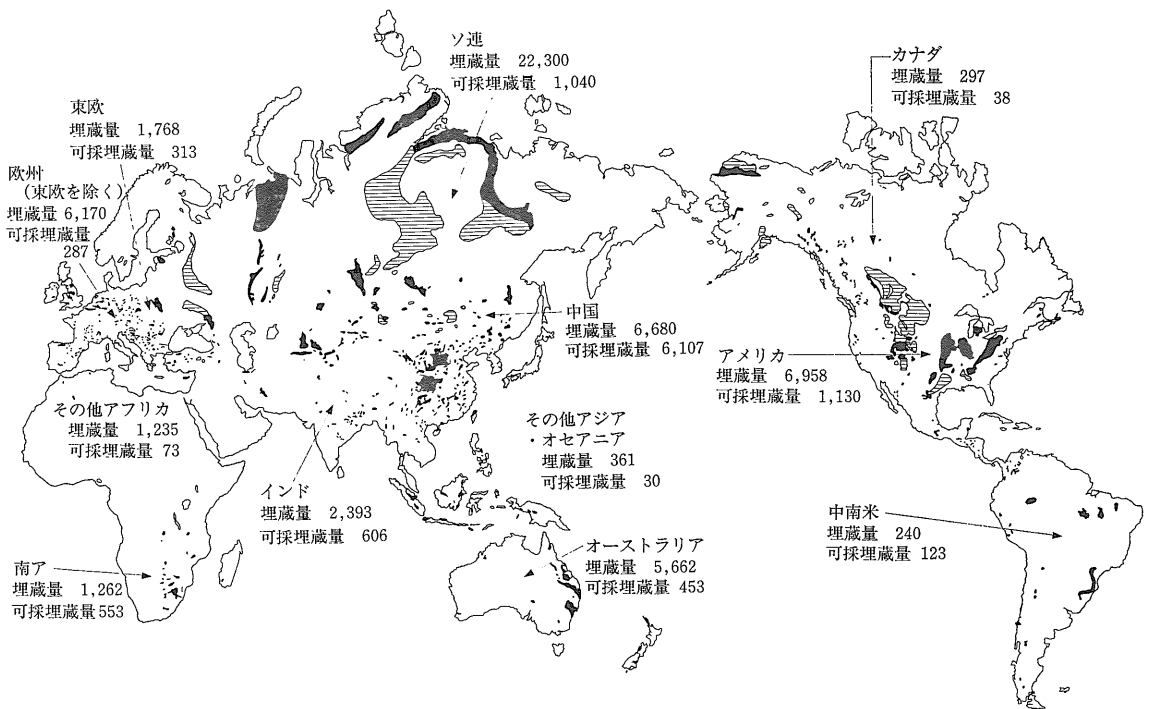 ソ連
埋蔵量 22,300
可採埋蔵量 1,040
カナダ
埋蔵量 297
可採埋蔵量 38
東欧
埋蔵量 1,768
可採埋蔵量 313
欧州
(東欧を除く)
埋蔵量 6,170
可採埋蔵量
287
中国
埋蔵量 6,680
可採埋蔵量 6,107
アメリカ
埋蔵量 6,958
可採埋蔵量 1,130
その他アフリカ
埋蔵量 1,235
可採埋蔵量 73
その他アジア
・オセアニア
埋蔵量 361
可採埋蔵量 30
インド
埋蔵量 2,393
可採埋蔵量 606
中南米
埋蔵量 240
可採埋蔵量 123
オーストラリア
埋蔵量 5,662
可採埋蔵量 453
南ア
埋蔵量 1,262
可採埋蔵量 553